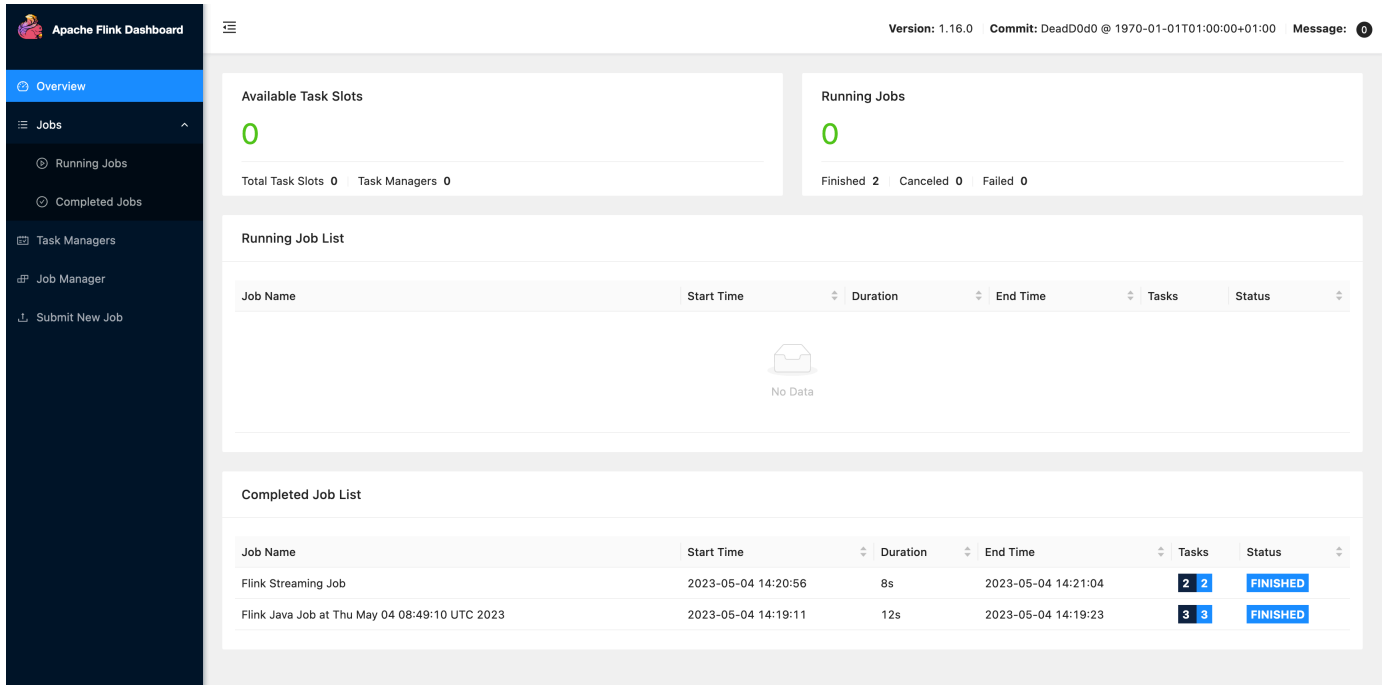 Apache Flink Dashboard
Version: 1.16.0 Commit: DeadD0d0 @ 1970-01-01T01:00:00+01:00 Message: 0
Overview
Jobs
Running Jobs
Completed Jobs
Task Managers
Job Manager
Submit New Job
Available Task Slots
0
Total Task Slots 0 Task Managers 0
Running Jobs
0
Finished 2 Canceled 0 Failed 0
Running Job List
Job Name Start Time Duration End Time Tasks Status
No Data
Completed Job List
Job Name Start Time Duration End Time Tasks Status
Flink Streaming Job 2023-05-04 14:20:56 8s 2023-05-04 14:21:04 2 2 FINISHED
Flink Java Job at Thu May 04 08:49:10 UTC 2023 2023-05-04 14:19:11 12s 2023-05-04 14:19:23 3 3 FINISHED